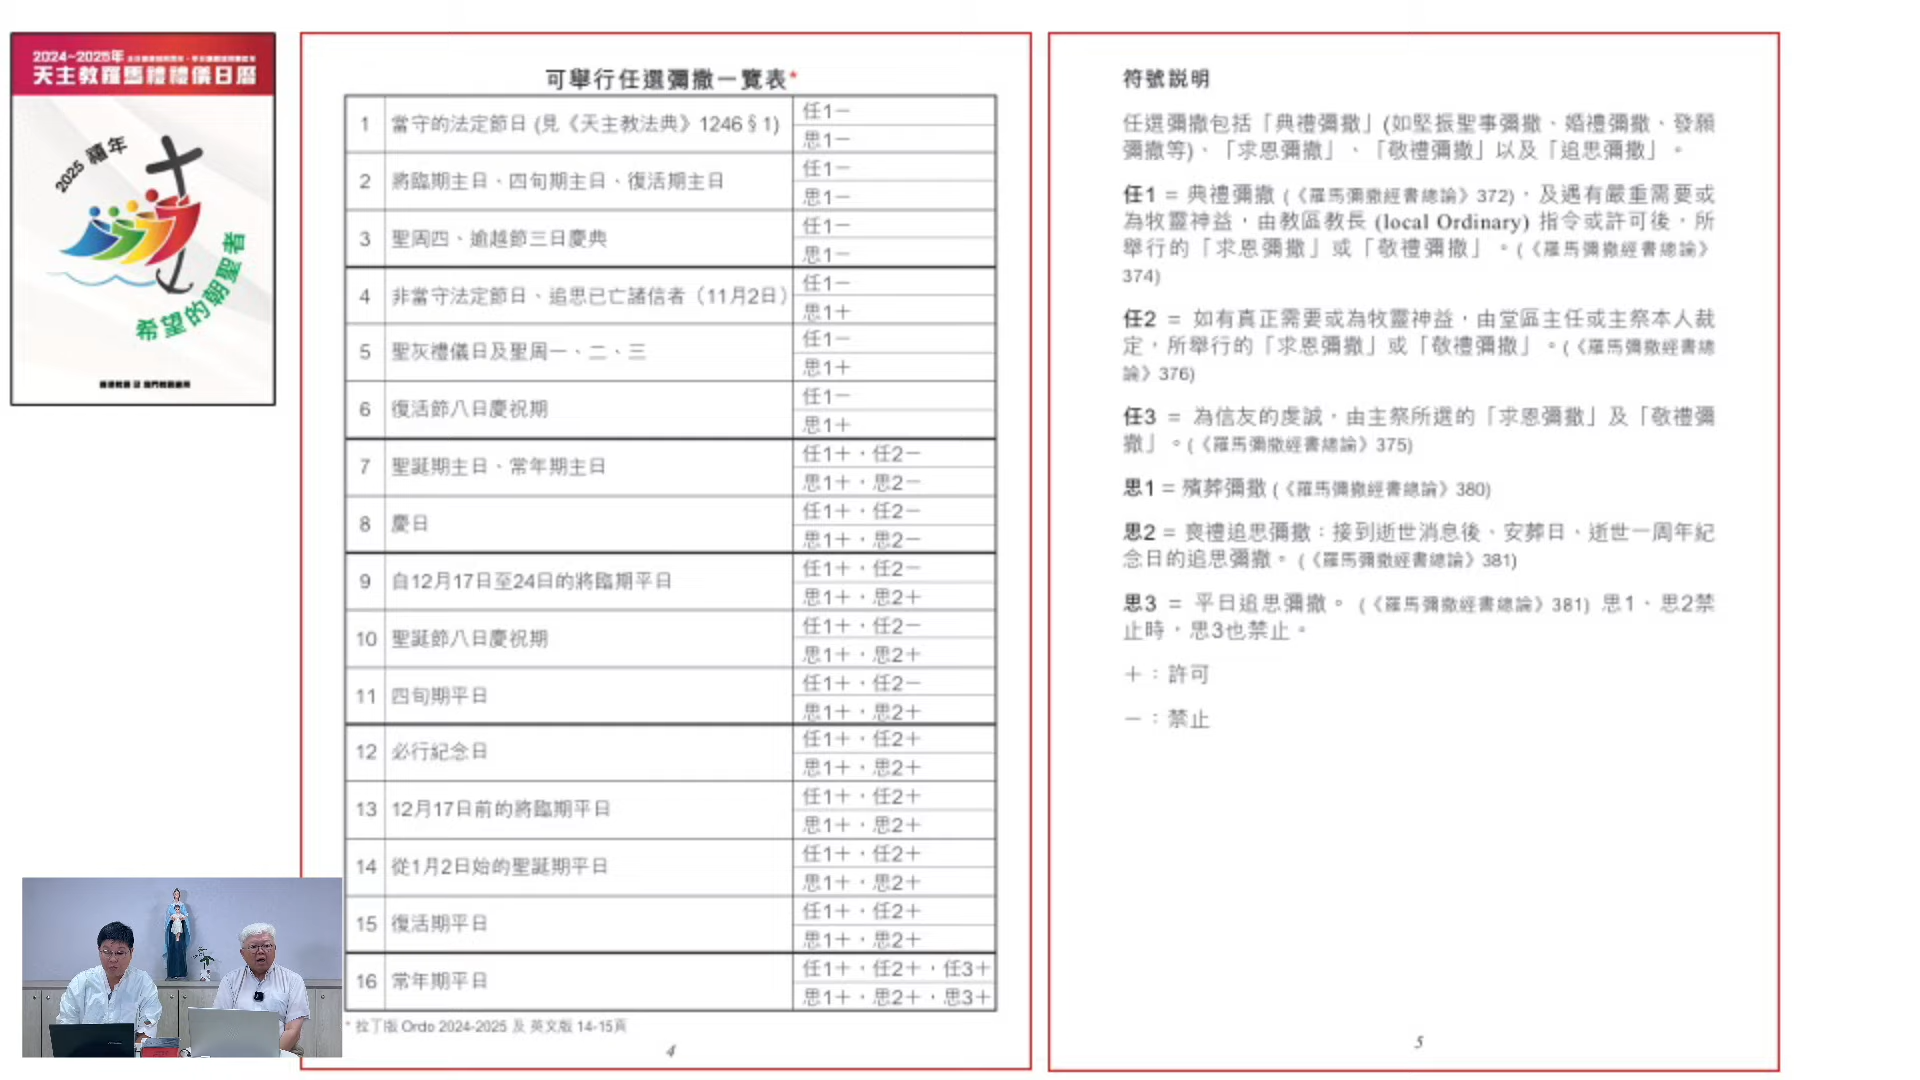 2024~2025年
天主教羅馬禮禮儀日曆
2025 禧年
希望的朝聖者
可舉行任選彌撒一覽表*
1 當守的法定節日 (見《天主教法典》1246§1) 任1－
思1－
2 將臨期主日、四旬期主日、復活期主日 任1－
思1－
3 聖周四、逾越節三日慶典 任1－
思1－
4 非當守法定節日、追思已亡諸信者（11月2日） 任1－
思1＋
5 聖灰禮儀日及聖周一、二、三 任1－
思1＋
6 復活節八日慶祝期 任1－
思1＋
7 聖誕期主日、常年期主日 任1＋，任2－
思1＋，思2－
8 慶日 任1＋，任2－
思1＋，思2－
9 自12月17日至24日的將臨期平日 任1＋，任2－
思1＋，思2＋
10 聖誕節八日慶祝期 任1＋，任2－
思1＋，思2＋
11 四旬期平日 任1＋，任2－
思1＋，思2＋
12 必行紀念日 任1＋，任2＋
思1＋，思2＋
13 12月17日前的將臨期平日 任1＋，任2＋
思1＋，思2＋
14 從1月2日始的聖誕期平日 任1＋，任2＋
思1＋，思2＋
15 復活期平日 任1＋，任2＋
思1＋，思2＋
16 常年期平日 任1＋，任2＋，任3＋
思1＋，思2＋，思3＋
* 拉丁版 Ordo 2024-2025 及 英文版 14-15頁
4
符號説明
任選彌撒包括「典禮彌撒」(如堅振聖事彌撒、婚禮彌撒、發願
彌撒等)、「求恩彌撒」、「敬禮彌撒」以及「追思彌撒」。
任1 = 典禮彌撒 (《羅馬彌撒經書總論》372)，及遇有嚴重需要或
為牧靈神益，由教區教長 (local Ordinary) 指令或許可後，所
舉行的「求恩彌撒」或「敬禮彌撒」。(《羅馬彌撒經書總論》
374)
任2 = 如有真正需要或為牧靈神益，由堂區主任或主祭本人裁
定，所舉行的「求恩彌撒」或「敬禮彌撒」。(《羅馬彌撒經書總
論》376)
任3 = 為信友的虔誠，由主祭所選的「求恩彌撒」及「敬禮彌
撒」。(《羅馬彌撒經書總論》375)
思1 = 殯葬彌撒 (《羅馬彌撒經書總論》380)
思2 = 喪禮追思彌撒：接到逝世消息後、安葬日、逝世一周年紀
念日的追思彌撒。 (《羅馬彌撒經書總論》381)
思3 = 平日追思彌撒。 (《羅馬彌撒經書總論》381) 思1、思2禁
止時，思3也禁止。
＋：許可
－：禁止
5